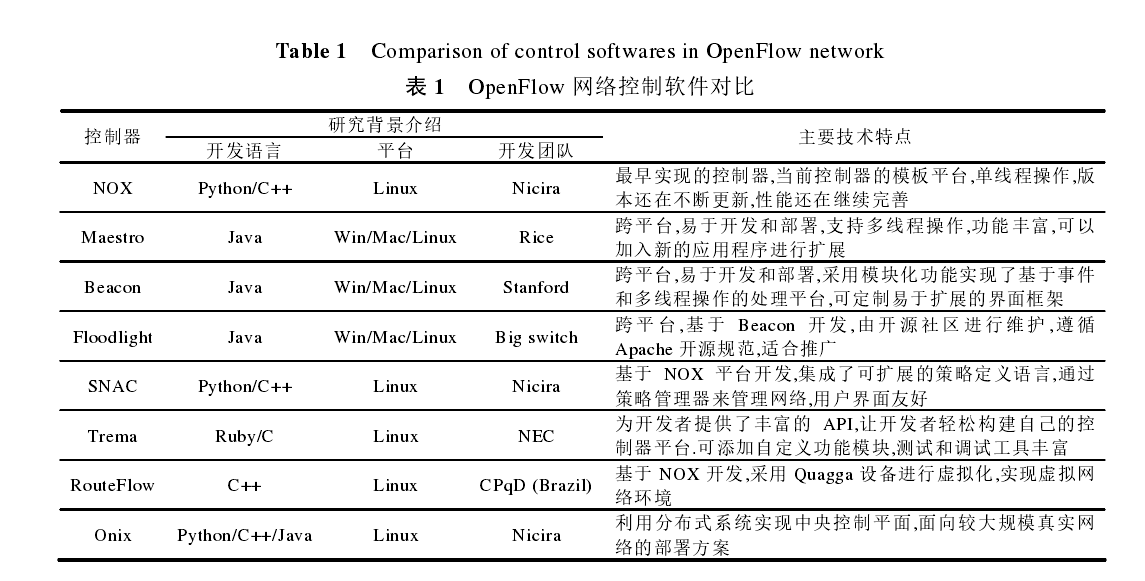 Table 1 Comparison of control softwares in OpenFlow network
表 1 OpenFlow 网络控制软件对比
控制器 研究背景介绍 主要技术特点
开发语言 平台 开发团队
NOX Python/C++ Linux Nicira 最早实现的控制器,当前控制器的模板平台,单线程操作,版
本还在不断更新,性能还在继续完善
Maestro Java Win/Mac/Linux Rice 跨平台,易于开发和部署,支持多线程操作,功能丰富,可以
加入新的应用程序进行扩展
Beacon Java Win/Mac/Linux Stanford 跨平台,易于开发和部署,采用模块化功能实现了基于事件
和多线程操作的处理平台,可定制易于扩展的界面框架
Floodlight Java Win/Mac/Linux Big switch 跨平台,基于 Beacon 开发,由开源社区进行维护,遵循
Apache 开源规范,适合推广
SNAC Python/C++ Linux Nicira 基于 NOX 平台开发,集成了可扩展的策略定义语言,通过
策略管理器来管理网络,用户界面友好
Trema Ruby/C Linux NEC 为开发者提供了丰富的 API,让开发者轻松构建自己的控
制器平台.可添加自定义功能模块,测试和调试工具丰富
RouteFlow C++ Linux CPqD (Brazil) 基于 NOX 开发,采用 Quagga 设备进行虚拟化,实现虚拟网
络环境
Onix Python/C++/Java Linux Nicira 利用分布式系统实现中央控制平面,面向较大规模真实网
络的部署方案